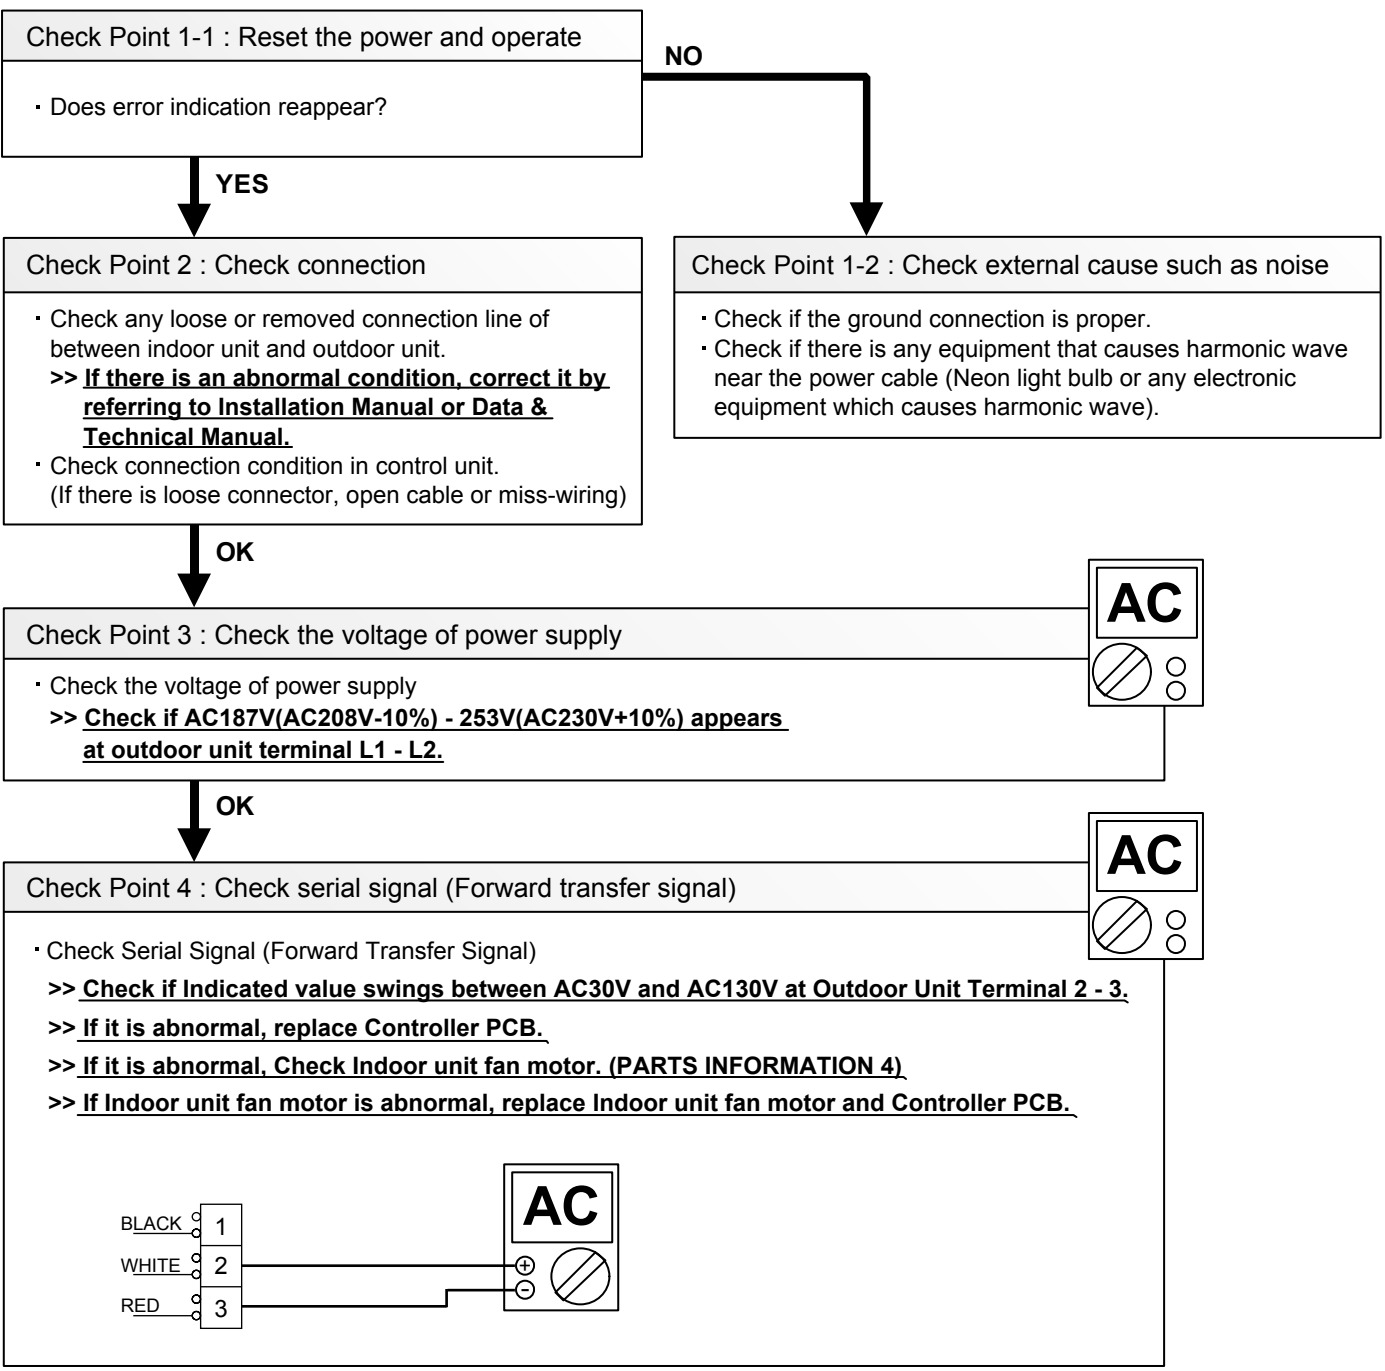 Check Point 1-1 : Reset the power and operate
・Does error indication reappear?
NO
YES
Check Point 2 : Check connection
・Check any loose or removed connection line of
between indoor unit and outdoor unit.
>> If there is an abnormal condition, correct it by
referring to Installation Manual or Data &
Technical Manual.
・Check connection condition in control unit.
(If there is loose connector, open cable or miss-wiring)
Check Point 1-2 : Check external cause such as noise
・Check if the ground connection is proper.
・Check if there is any equipment that causes harmonic wave
near the power cable (Neon light bulb or any electronic
equipment which causes harmonic wave).
OK
AC
Check Point 3 : Check the voltage of power supply
・Check the voltage of power supply
>> Check if AC187V(AC208V-10%) - 253V(AC230V+10%) appears
at outdoor unit terminal L1 - L2.
OK
AC
Check Point 4 : Check serial signal (Forward transfer signal)
・Check Serial Signal (Forward Transfer Signal)
>> Check if Indicated value swings between AC30V and AC130V at Outdoor Unit Terminal 2 - 3.
>> If it is abnormal, replace Controller PCB.
>> If it is abnormal, Check Indoor unit fan motor. (PARTS INFORMATION 4)
>> If Indoor unit fan motor is abnormal, replace Indoor unit fan motor and Controller PCB.
AC
BLACK 1
WHITE 2 +
RED 3 -